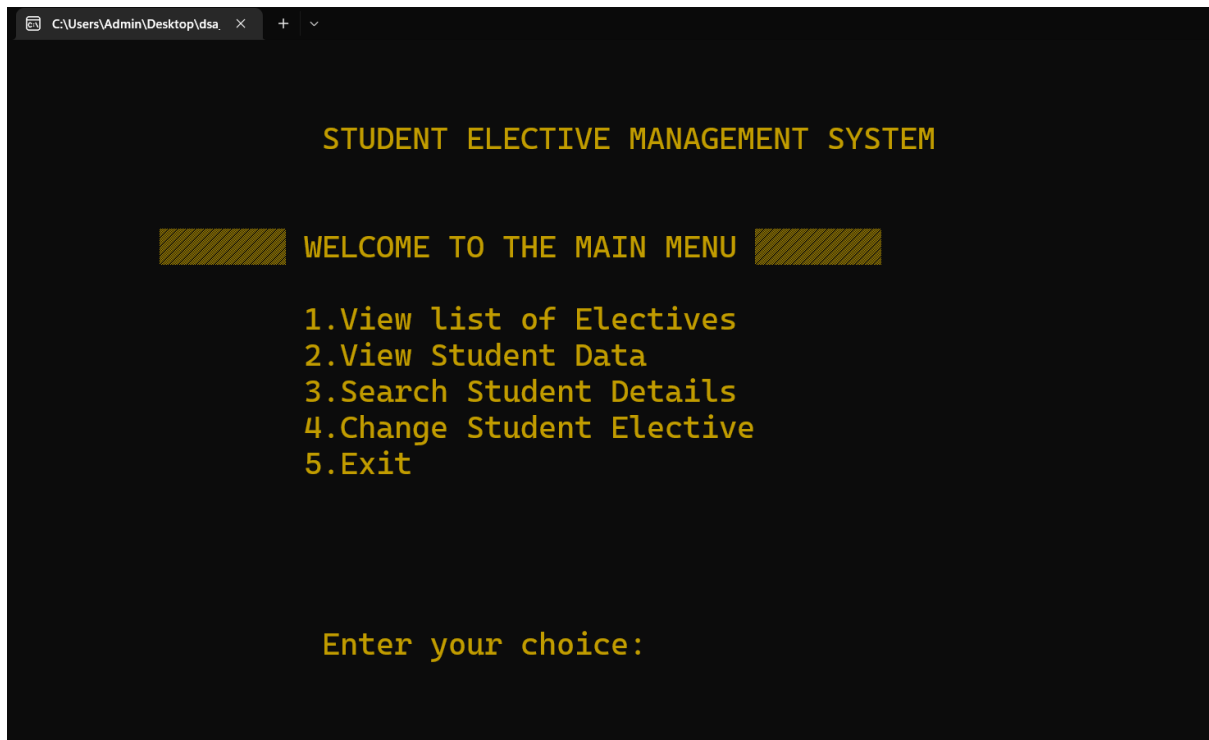 C:\Users\Admin\Desktop\dsa_
STUDENT ELECTIVE MANAGEMENT SYSTEM
WELCOME TO THE MAIN MENU
1.View list of Electives
2.View Student Data
3.Search Student Details
4.Change Student Elective
5.Exit
Enter your choice: